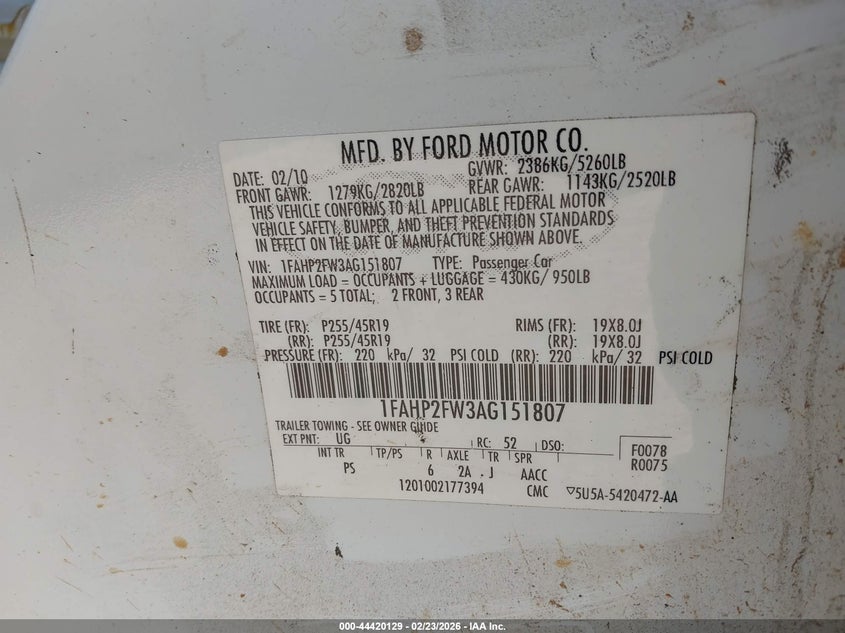 MFD. BY FORD MOTOR CO.
DATE: 02/10 GVWR: 2386KG/5260LB
FRONT GAWR: 1279KG/2820LB REAR GAWR: 1143KG/2520LB
THIS VEHICLE CONFORMS TO ALL APPLICABLE FEDERAL MOTOR
VEHICLE SAFETY, BUMPER, AND THEFT PREVENTION STANDARDS
IN EFFECT ON THE DATE OF MANUFACTURE SHOWN ABOVE.
VIN: 1FAHP2FW3AG151807 TYPE: Passenger Car
MAXIMUM LOAD = OCCUPANTS + LUGGAGE = 430KG/ 950LB
OCCUPANTS = 5 TOTAL; 2 FRONT, 3 REAR
TIRE (FR): P255/45R19 RIMS (FR): 19X8.0J
(RR): P255/45R19 (RR): 19X8.0J
PRESSURE (FR): 220 kPa/ 32 PSI COLD (RR): 220 kPa/ 32 PSI COLD
1FAHP2FW3AG151807
TRAILER TOWING - SEE OWNER GUIDE
EXT PNT: UG RC: 52 DSO: F0078
INT TR TP/PS R AXLE TR SPR R0075
PS 6 2A . J AACC
1201002177394 CMC ▽5U5A-5420472-AA
000-44420129 - 02/23/2026 - IAA Inc.